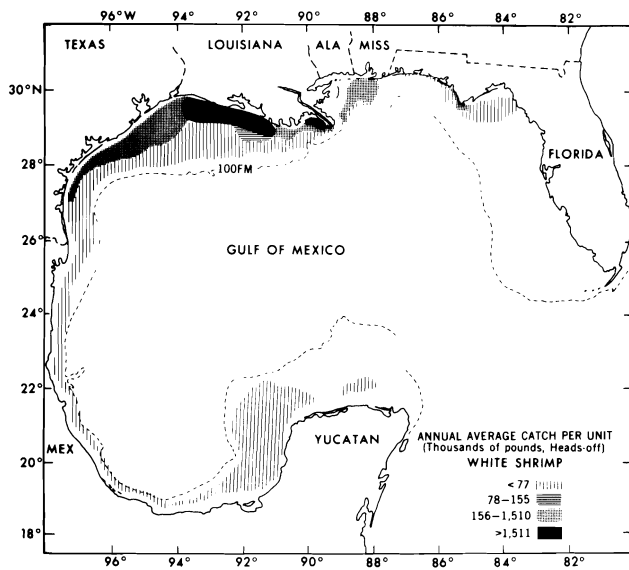 96°W 94° 92° 90° 88° 86° 84° 82°
TEXAS LOUISIANA ALA MISS
30°N
28°
26°
24°
22°
20°
18°
100FM
FLORIDA
GULF OF MEXICO
MEX
YUCATAN
ANNUAL AVERAGE CATCH PER UNIT
(Thousands of pounds, Heads-off)
WHITE SHRIMP
<77
78-155
156-1,510
>1,511
96° 94° 92° 90° 88° 86° 84° 82°